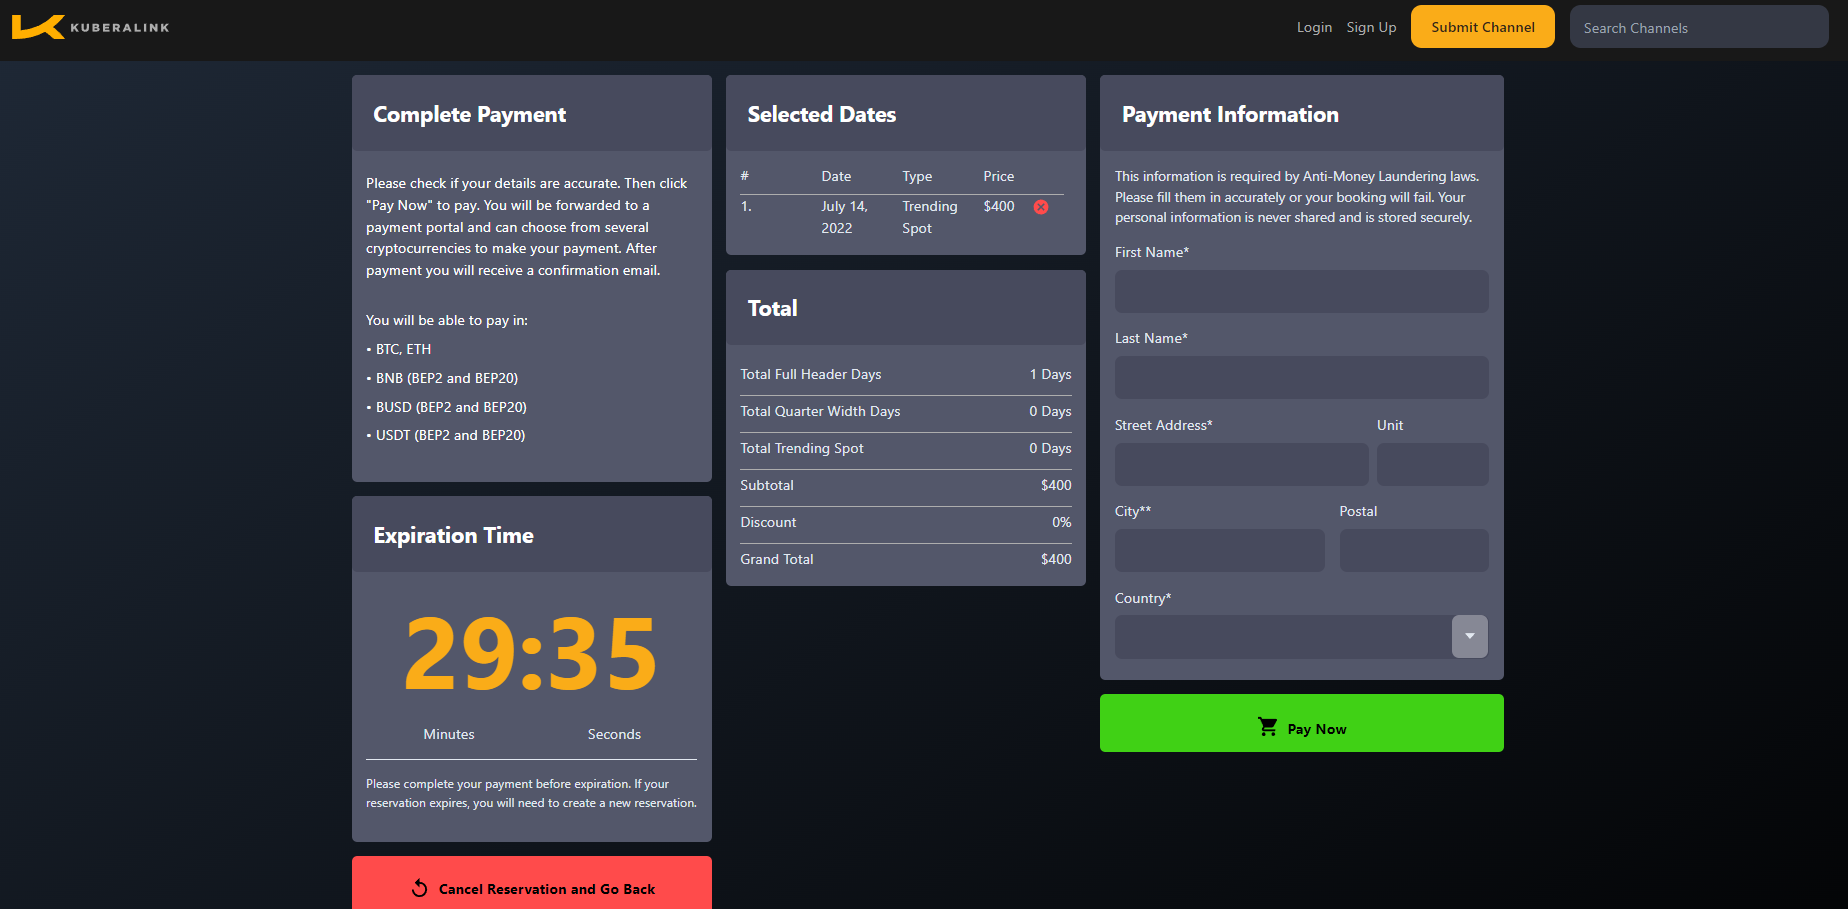 KUBERALINK
Login
Sign Up
Submit Channel
Search Channels
Complete Payment
Please check if your details are accurate. Then click
"Pay Now" to pay. You will be forwarded to a
payment portal and can choose from several
cryptocurrencies to make your payment. After
payment you will receive a confirmation email.
You will be able to pay in:
• BTC, ETH
• BNB (BEP2 and BEP20)
• BUSD (BEP2 and BEP20)
• USDT (BEP2 and BEP20)
Expiration Time
29:35
Minutes Seconds
Please complete your payment before expiration. If your
reservation expires, you will need to create a new reservation.
Cancel Reservation and Go Back
Selected Dates
# Date Type Price
1. July 14, Trending $400
2022 Spot
Total
Total Full Header Days 1 Days
Total Quarter Width Days 0 Days
Total Trending Spot 0 Days
Subtotal $400
Discount 0%
Grand Total $400
Payment Information
This information is required by Anti-Money Laundering laws.
Please fill them in accurately or your booking will fail. Your
personal information is never shared and is stored securely.
First Name*
Last Name*
Street Address* Unit
City** Postal
Country*
Pay Now